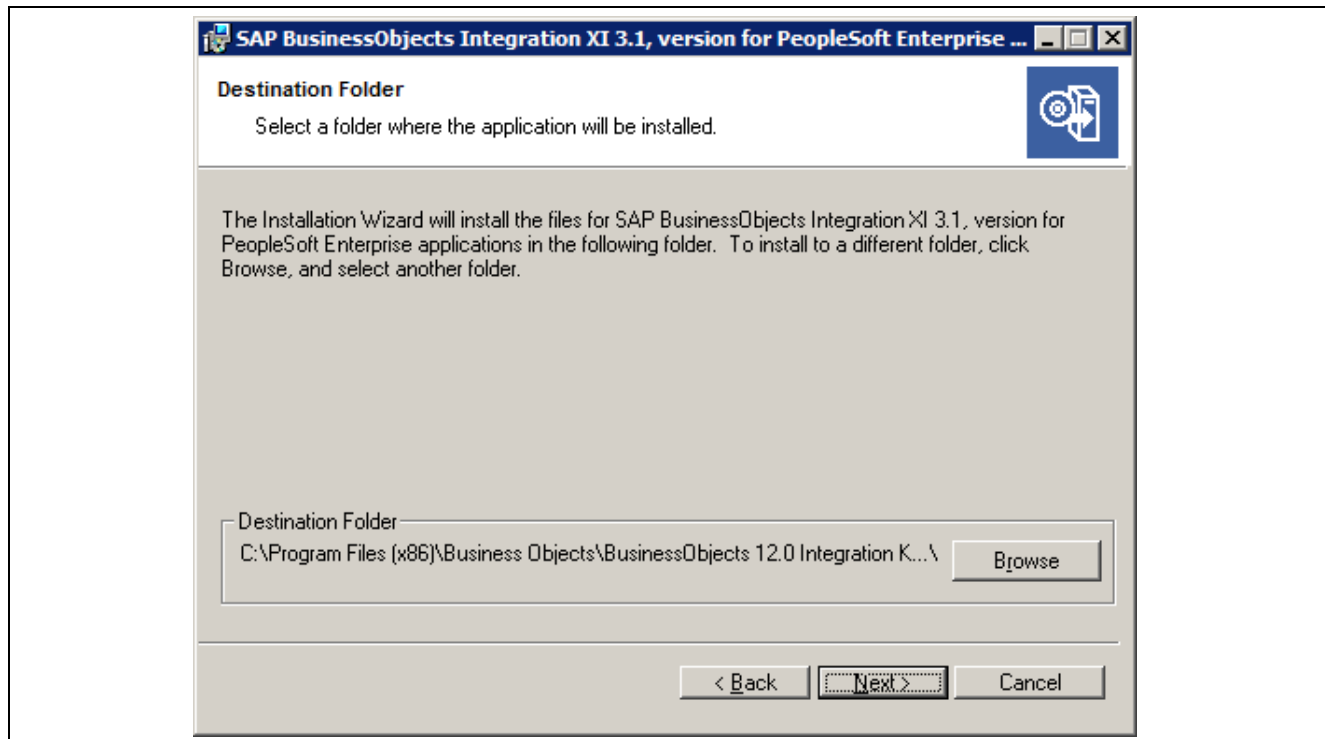 SAP BusinessObjects Integration XI 3.1, version for PeopleSoft Enterprise ...
Destination Folder
Select a folder where the application will be installed.
The Installation Wizard will install the files for SAP BusinessObjects Integration XI 3.1, version for
PeopleSoft Enterprise applications in the following folder.  To install to a different folder, click
Browse, and select another folder.
Destination Folder
C:\Program Files (x86)\Business Objects\BusinessObjects 12.0 Integration K...\
Browse
< Back
Next >
Cancel